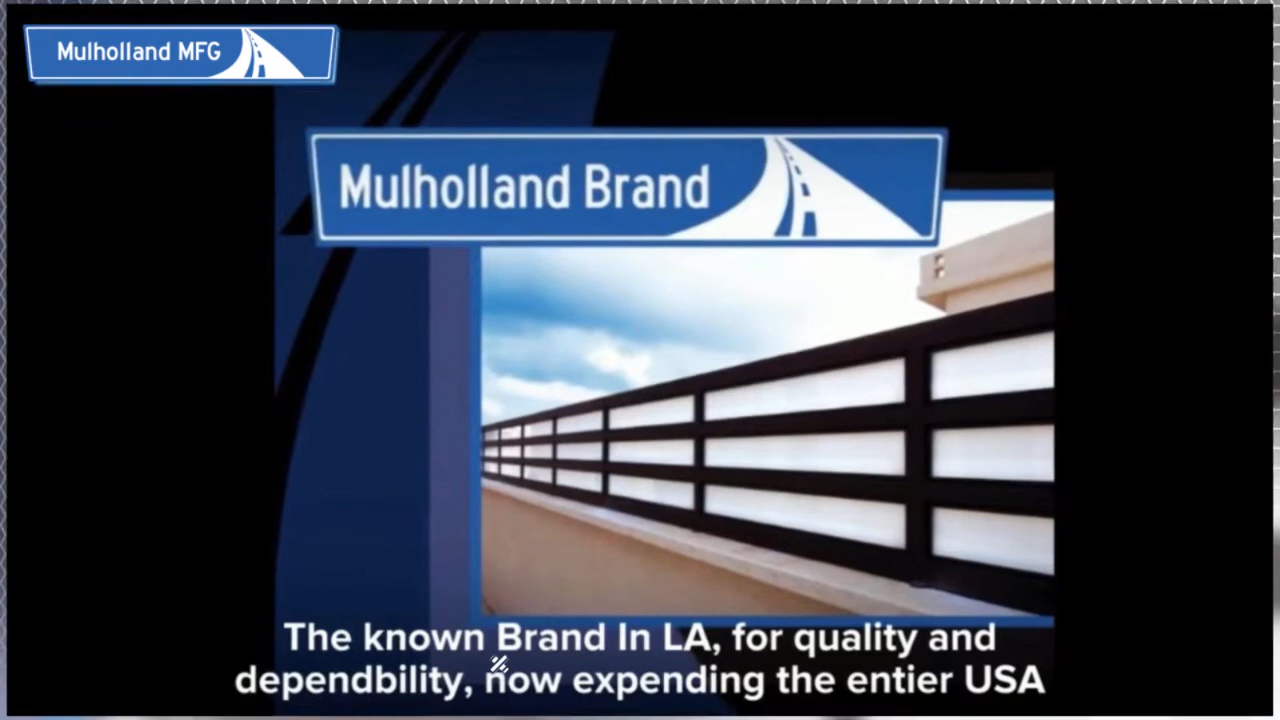 Mulholland MFG
Mulholland Brand
The known Brand In LA, for quality and
dependbility, now expending the entier USA